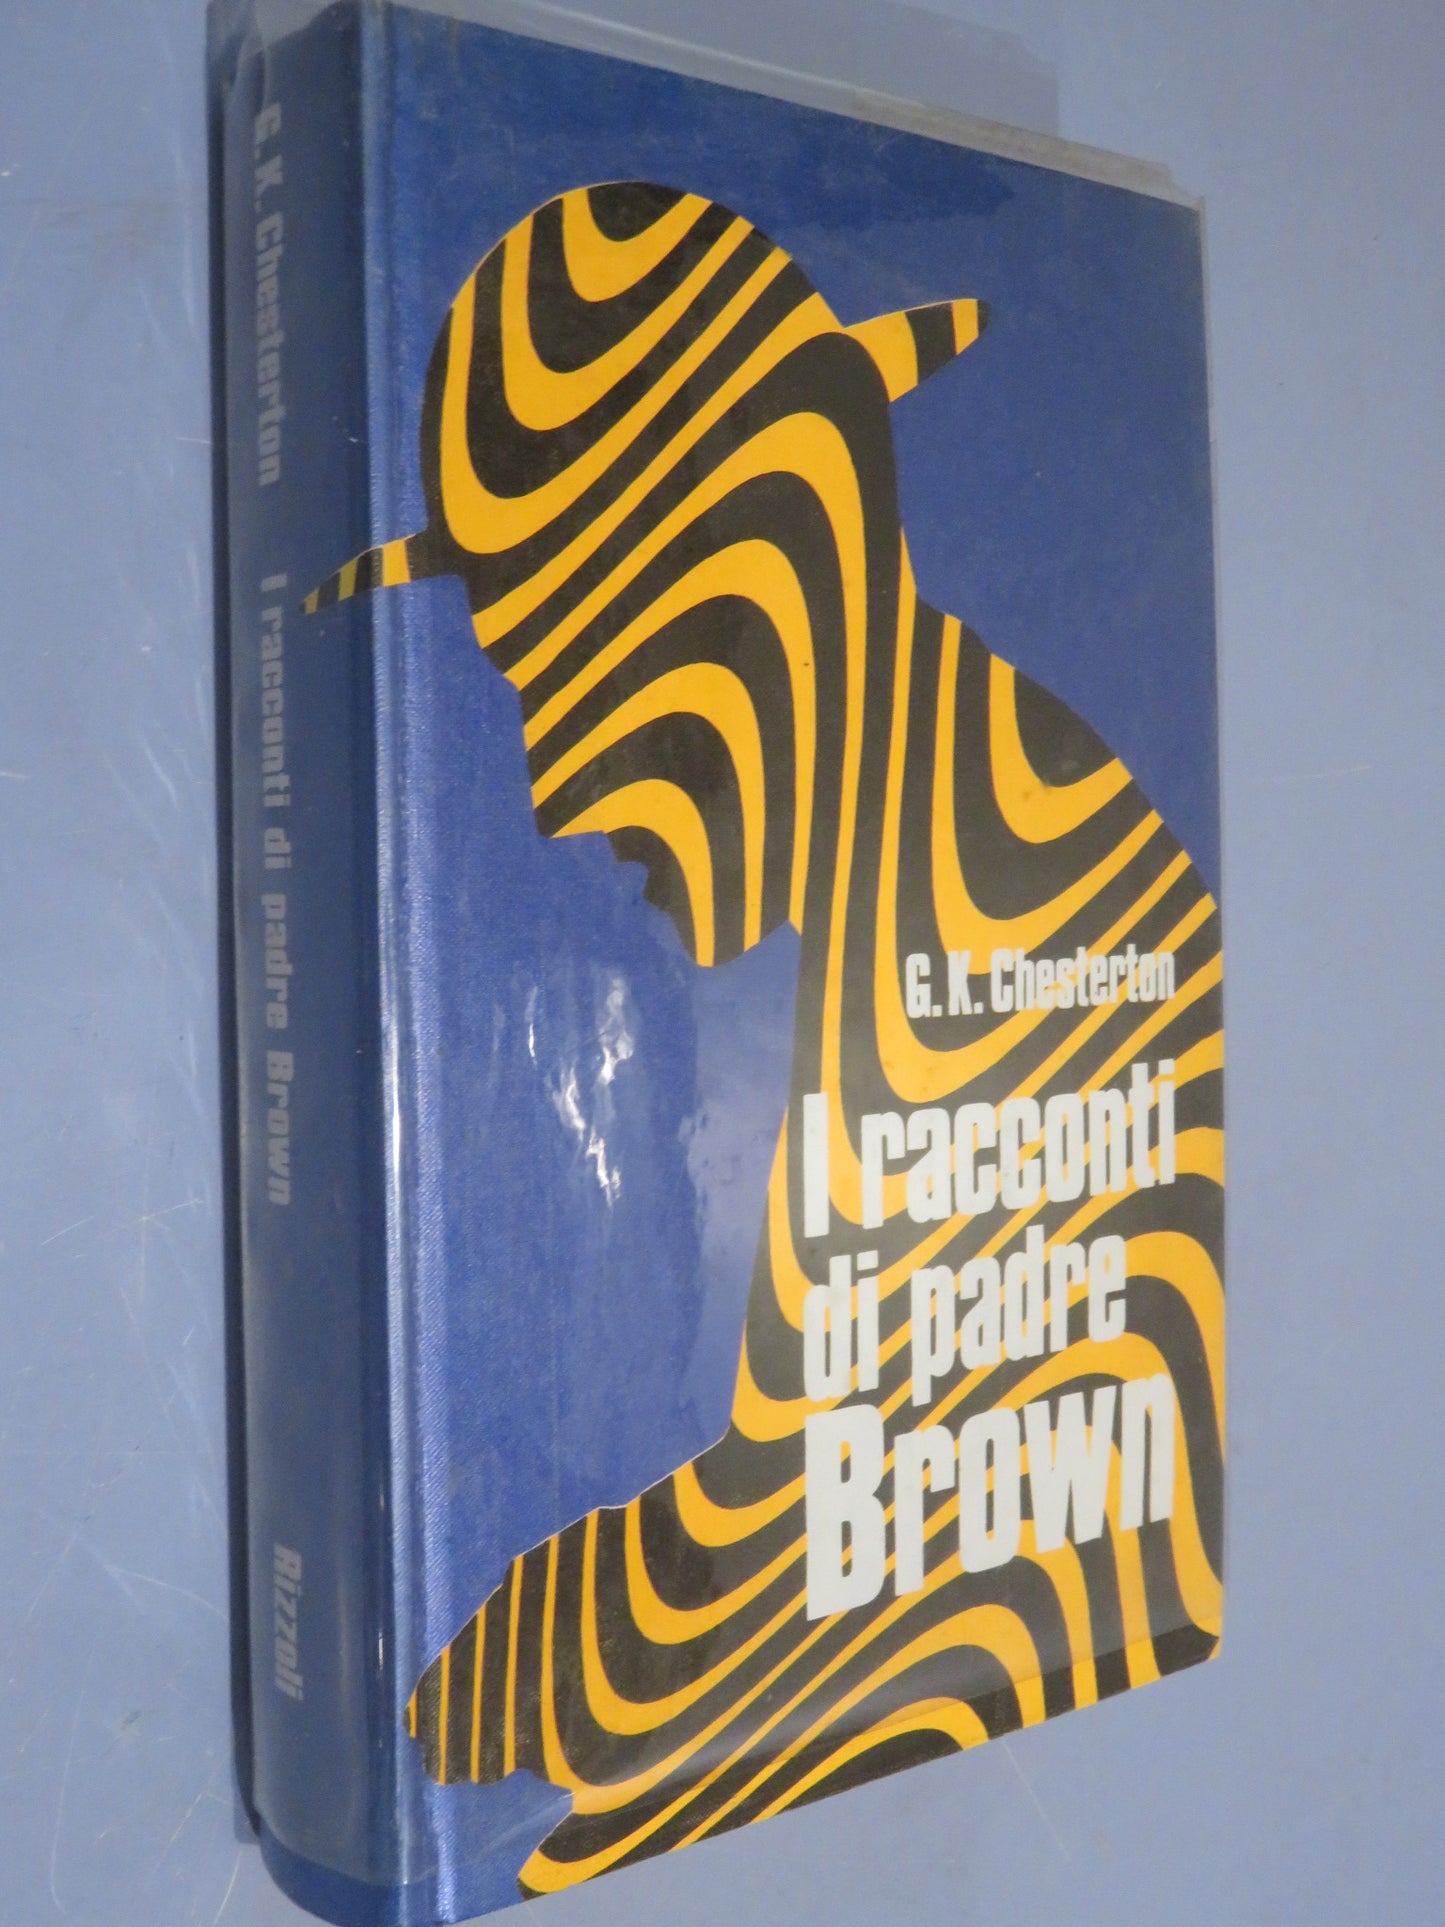 G. K. Chesterton I racconti di padre Brown Rizzoli
G. K. Chesterton
I racconti
di padre
Brown